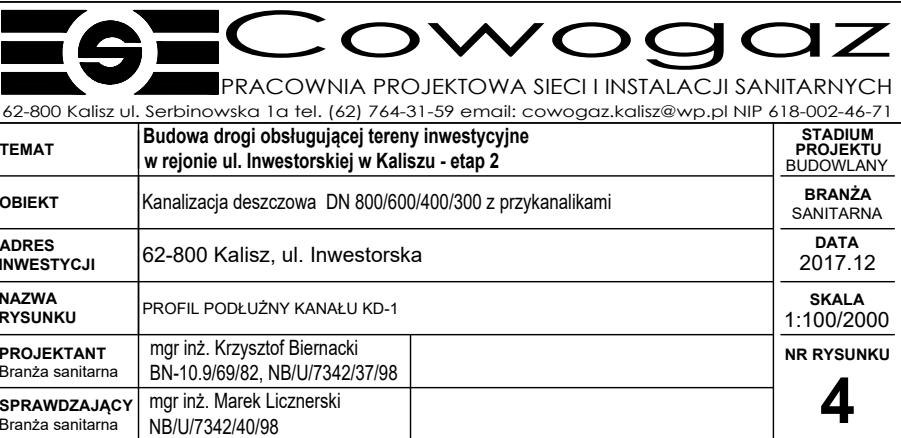 Cowogaz
PRACOWNIA PROJEKTOWA SIECI I INSTALACJI SANITARNYCH
62-800 Kalisz ul. Serbinowska 1a tel. (62) 764-31-59 email: cowogaz.kalisz@wp.pl NIP 618-002-46-71
TEMAT
Budowa drogi obsługującej tereny inwestycyjne
w rejonie ul. Inwestorskiej w Kaliszu - etap 2
STADIUM
PROJEKTU
BUDOWLANY
OBIEKT
Kanalizacja deszczowa DN 800/600/400/300 z przykanalikami
BRANŻA
SANITARNA
ADRES
INWESTYCJI
62-800 Kalisz, ul. Inwestorska
DATA
2017.12
NAZWA
RYSUNKU
PROFIL PODŁUŻNY KANAŁU KD-1
SKALA
1:100/2000
PROJEKTANT
Branża sanitarna
mgr inż. Krzysztof Biernacki
BN-10.9/69/82, NB/U/7342/37/98
NR RYSUNKU
4
SPRAWDZAJĄCY
Branża sanitarna
mgr inż. Marek Licznerski
NB/U/7342/40/98